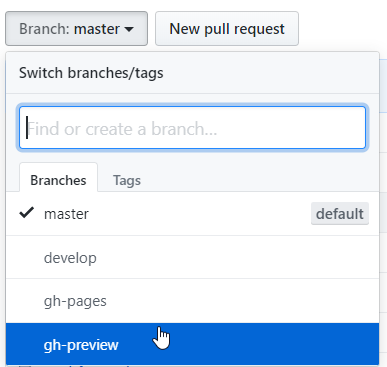 Branch: master New pull request
Switch branches/tags
Find or create a branch...
Branches Tags
master default
develop
gh-pages
gh-preview